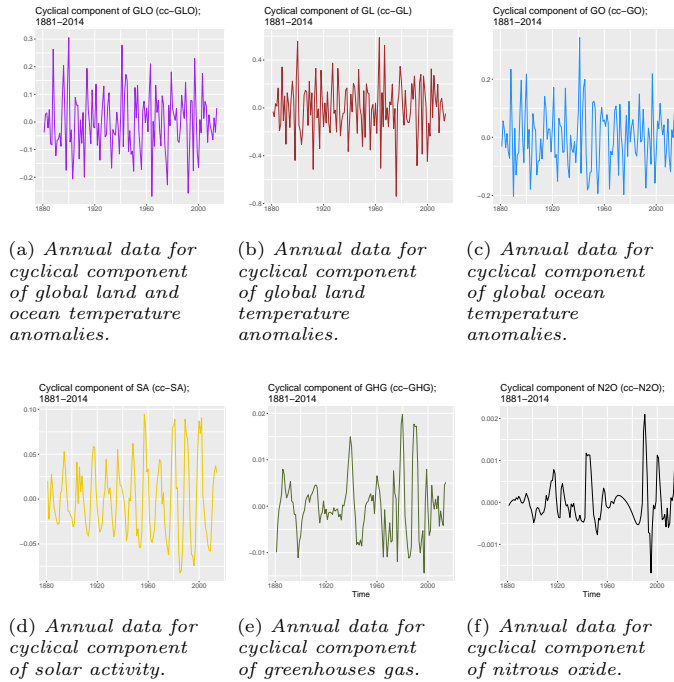 Cyclical component of GLO (cc−GLO);
1881−2014
0.3
0.2
0.1
0.0
−0.1
−0.2
1880
1920
1960
2000
(a) Annual data for
cyclical component
of global land and
ocean temperature
anomalies.
Cyclical component of GL (cc−GL)
1881−2014
0.4
0.0
−0.4
−0.8
1880
1920
1960
2000
(b) Annual data for
cyclical component
of global land
temperature
anomalies.
Cyclical component of GO (cc−GO);
1881−2014
0.2
0.0
−0.2
1880
1920
1960
2000
(c) Annual data for
cyclical component
of global ocean
temperature
anomalies.
Cyclical component of SA (cc−SA);
1881−2014
0.10
0.05
0.00
−0.05
1880
1920
1960
2000
(d) Annual data for
cyclical component
of solar activity.
Cyclical component of GHG (cc−GHG);
1881−2014
0.02
0.01
0.00
−0.01
1880
1920
1960
2000
Time
(e) Annual data for
cyclical component
of greenhouses gas.
Cyclical component of N2O (cc−N2O);
1881−2014
0.002
0.001
0.000
−0.001
1880
1920
1960
2000
Time
(f) Annual data for
cyclical component
of nitrous oxide.